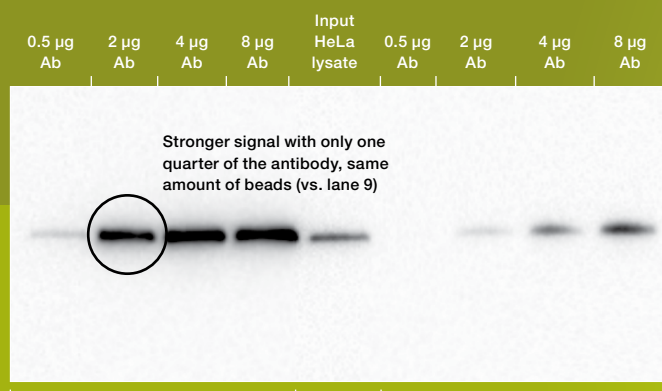 0.5 µg Ab
2 µg Ab
4 µg Ab
8 µg Ab
Input HeLa lysate
0.5 µg Ab
2 µg Ab
4 µg Ab
8 µg Ab
Stronger signal with only one
quarter of the antibody, same
amount of beads (vs. lane 9)